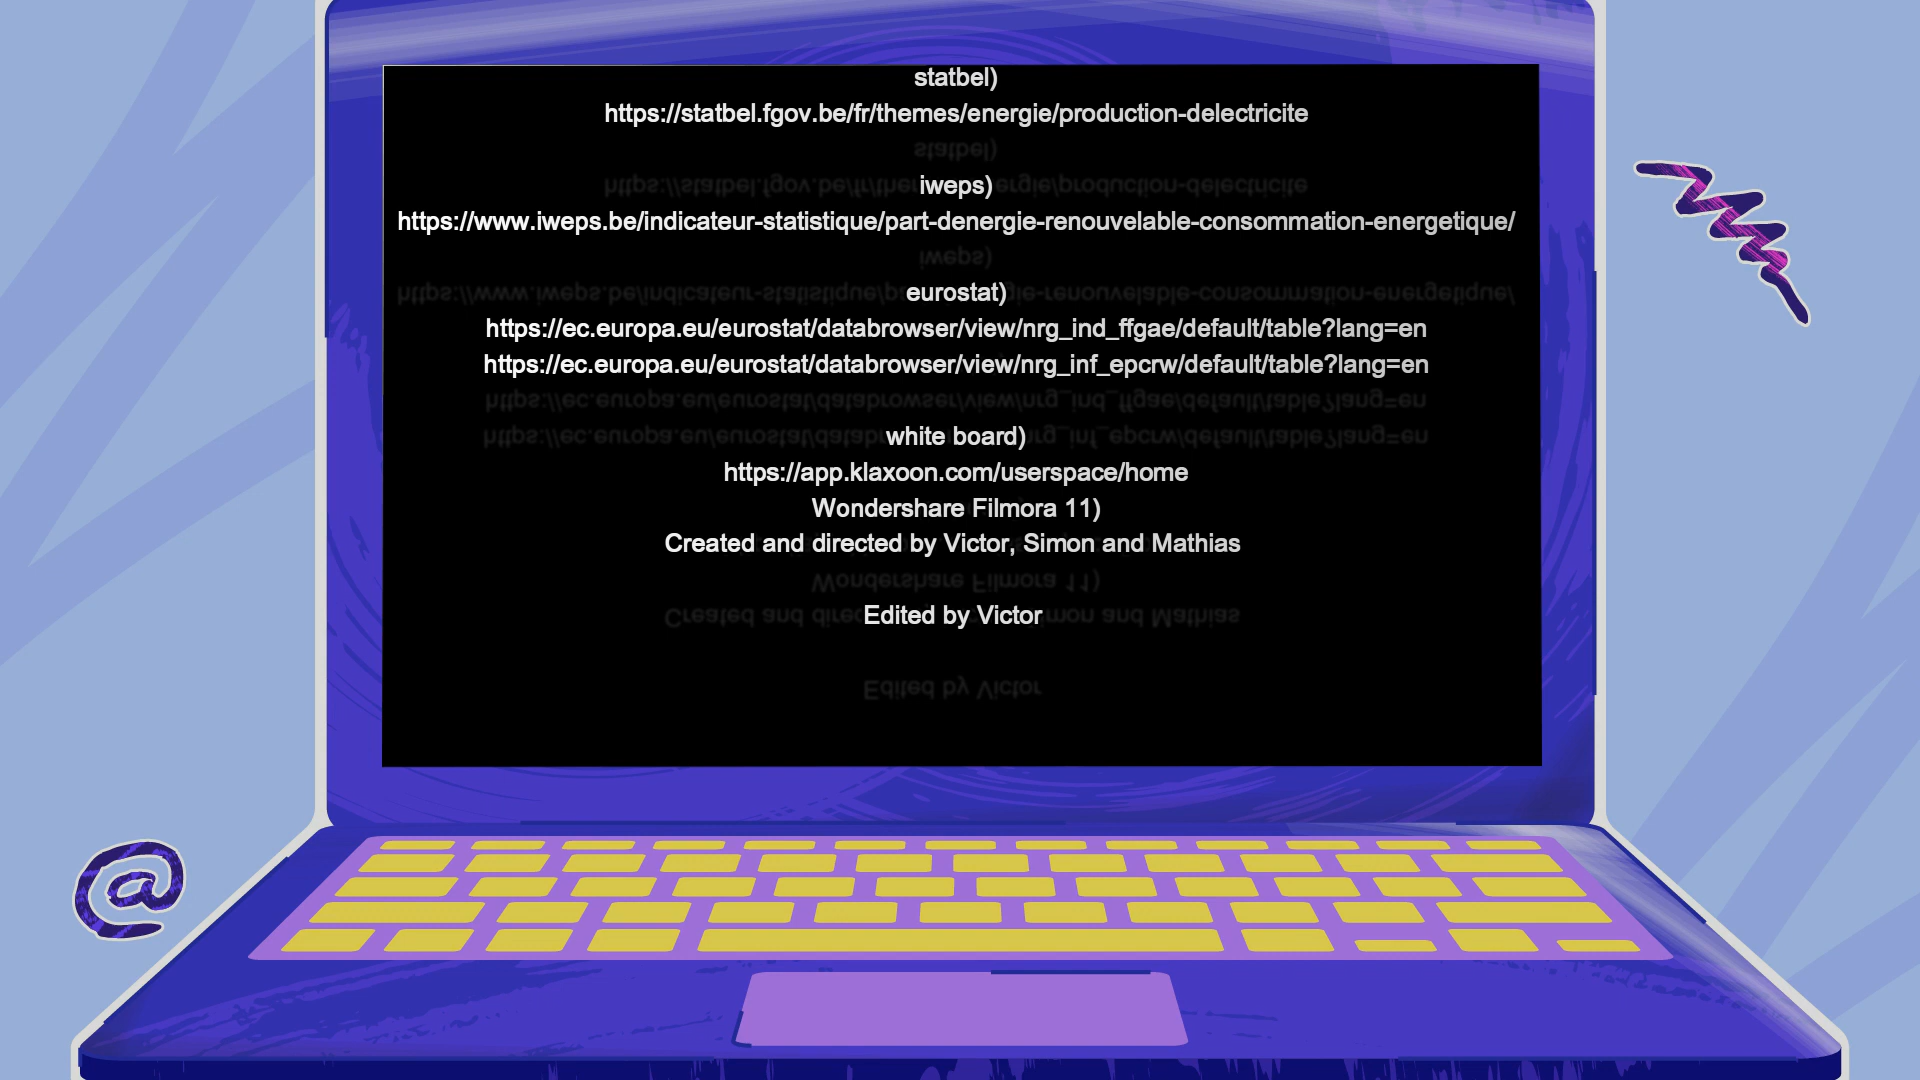 statbel)
https://statbel.fgov.be/fr/themes/energie/production-delectricite
iweps)
https://www.iweps.be/indicateur-statistique/part-denergie-renouvelable-consommation-energetique/
eurostat)
https://ec.europa.eu/eurostat/databrowser/view/nrg_ind_ffgae/default/table?lang=en
https://ec.europa.eu/eurostat/databrowser/view/nrg_inf_epcrw/default/table?lang=en
white board)
https://app.klaxoon.com/userspace/home
Wondershare Filmora 11)
Created and directed by Victor, Simon and Mathias
Edited by Victor
@